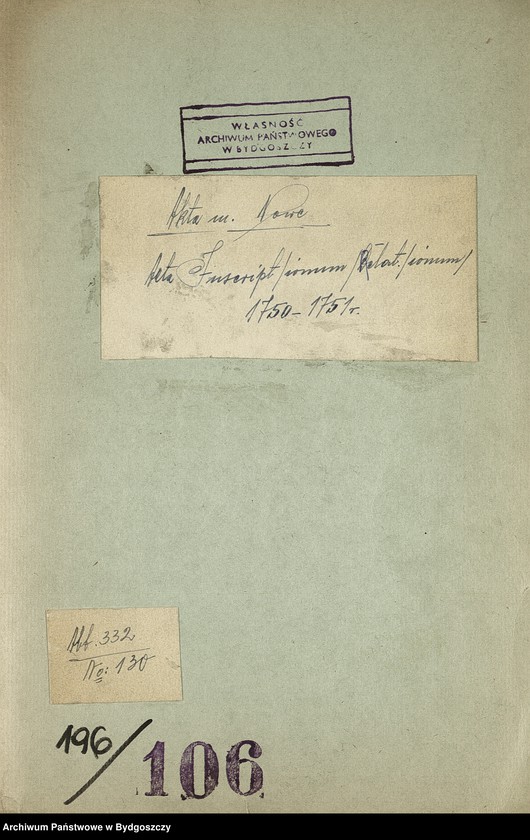 WŁASNOŚĆ
ARCHIWUM PAŃSTWOWEGO
W BYDGOSZCZY
Akta m. Nowe
Acta Inscript/ionum/Relat./ionum/
1750-1751r.
Abt. 332
No: 130
196/106
Archiwum Państwowe w Bydgoszczy